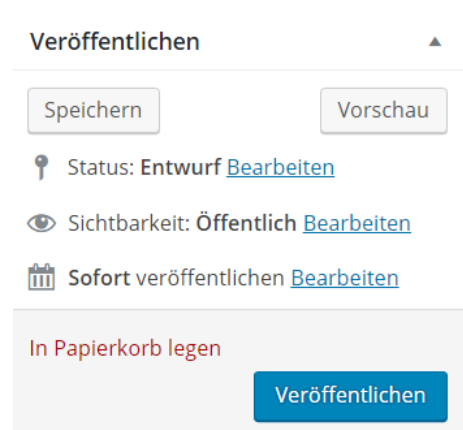 Veröffentlichen
Speichern Vorschau
Status: Entwurf Bearbeiten
Sichtbarkeit: Öffentlich Bearbeiten
Sofort veröffentlichen Bearbeiten
In Papierkorb legen
Veröffentlichen